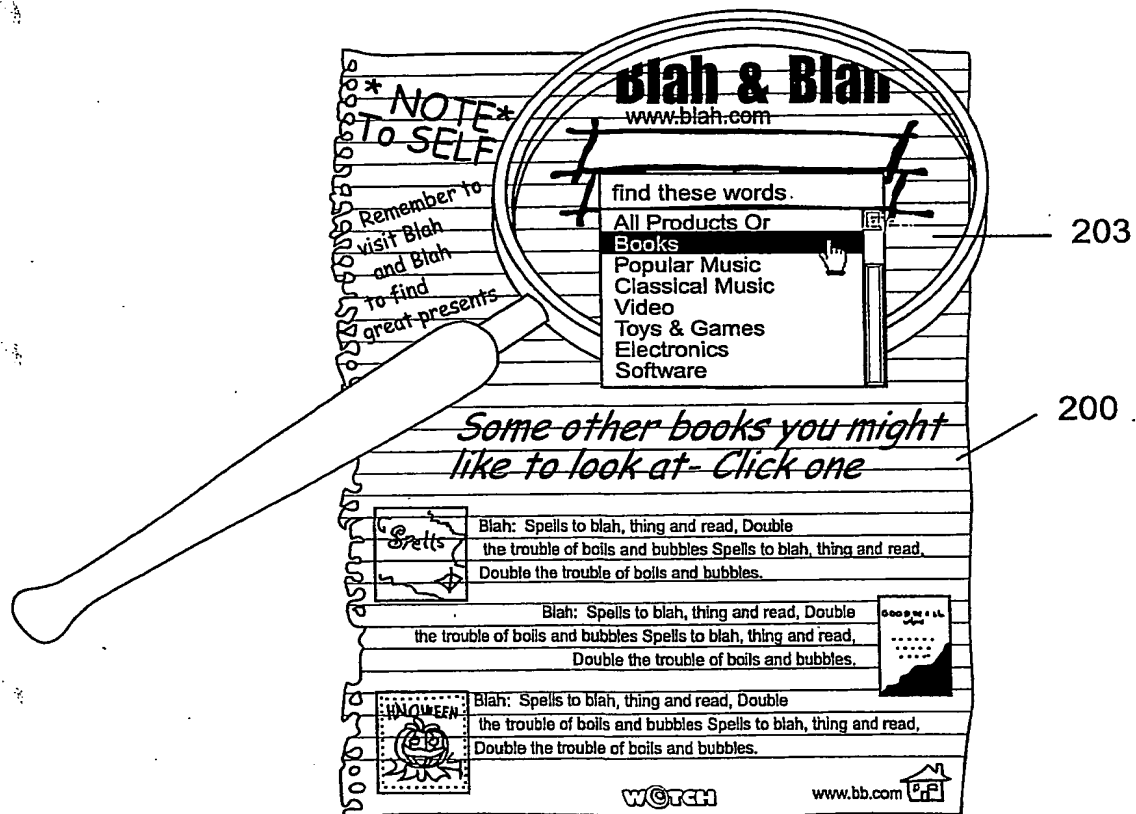 Blah & Blah
www.blah.com
*NOTE*
To SELF
Remember to
visit Blah
and Blah
to find
great presents
find these words
All Products Or
Books
Popular Music
Classical Music
Video
Toys & Games
Electronics
Software
203
200
Some other books you might
like to look at- Click one
Spells
Blah: Spells to blah, thing and read, Double
the trouble of boils and bubbles Spells to blah, thing and read,
Double the trouble of boils and bubbles.
Blah: Spells to blah, thing and read, Double
the trouble of boils and bubbles Spells to blah, thing and read,
Double the trouble of boils and bubbles.
Blah: Spells to blah, thing and read, Double
the trouble of boils and bubbles Spells to blah, thing and read,
Double the trouble of boils and bubbles.
www.bb.com